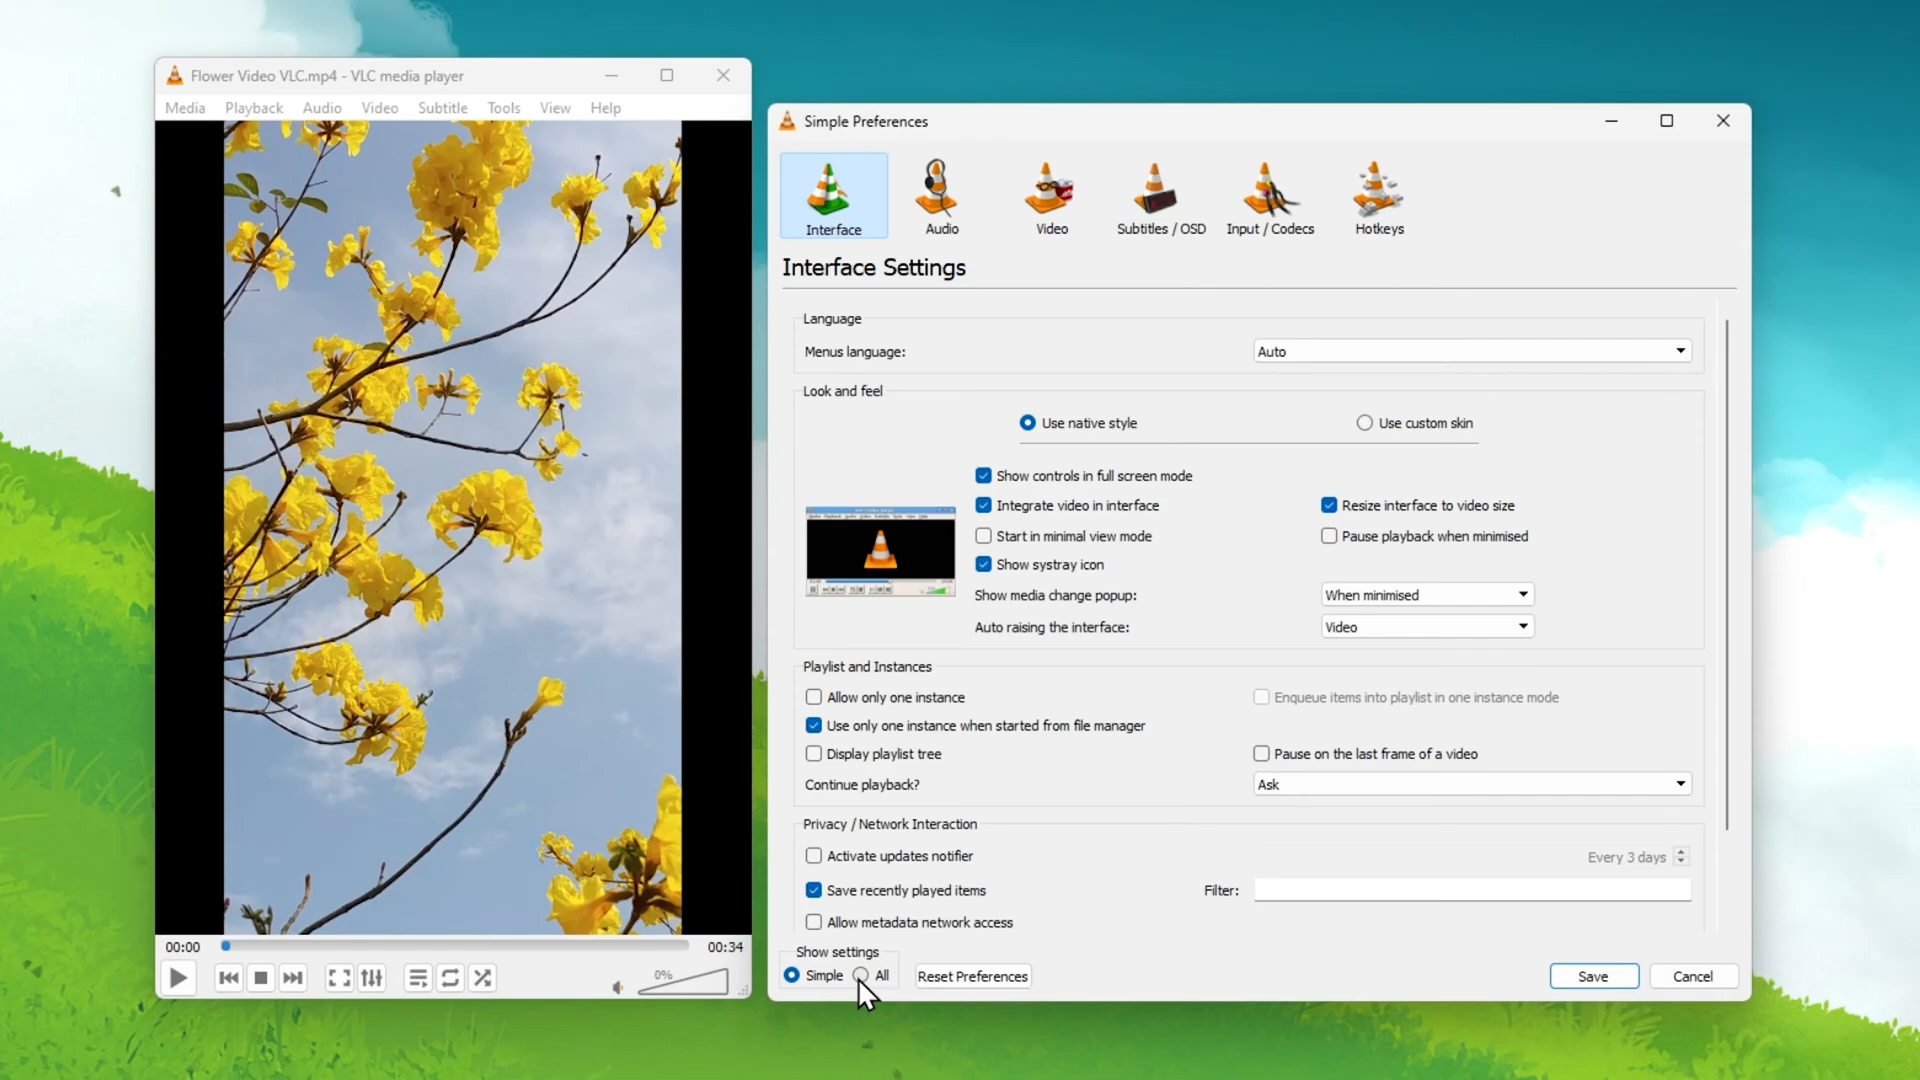 Flower Video VLC.mp4 - VLC media player
Media Playback Audio Video Subtitle Tools View Help
00:00 00:34
0%
Simple Preferences
Interface Audio Video Subtitles / OSD Input / Codecs Hotkeys
Interface Settings
Language
Menus language: Auto
Look and feel
Use native style Use custom skin
Show controls in full screen mode
Integrate video in interface Resize interface to video size
Start in minimal view mode Pause playback when minimised
Show systray icon
Show media change popup: When minimised
Auto raising the interface: Video
Playlist and Instances
Allow only one instance Enqueue items into playlist in one instance mode
Use only one instance when started from file manager
Display playlist tree Pause on the last frame of a video
Continue playback? Ask
Privacy / Network Interaction
Activate updates notifier Every 3 days
Save recently played items Filter:
Allow metadata network access
Show settings
Simple All Reset Preferences Save Cancel